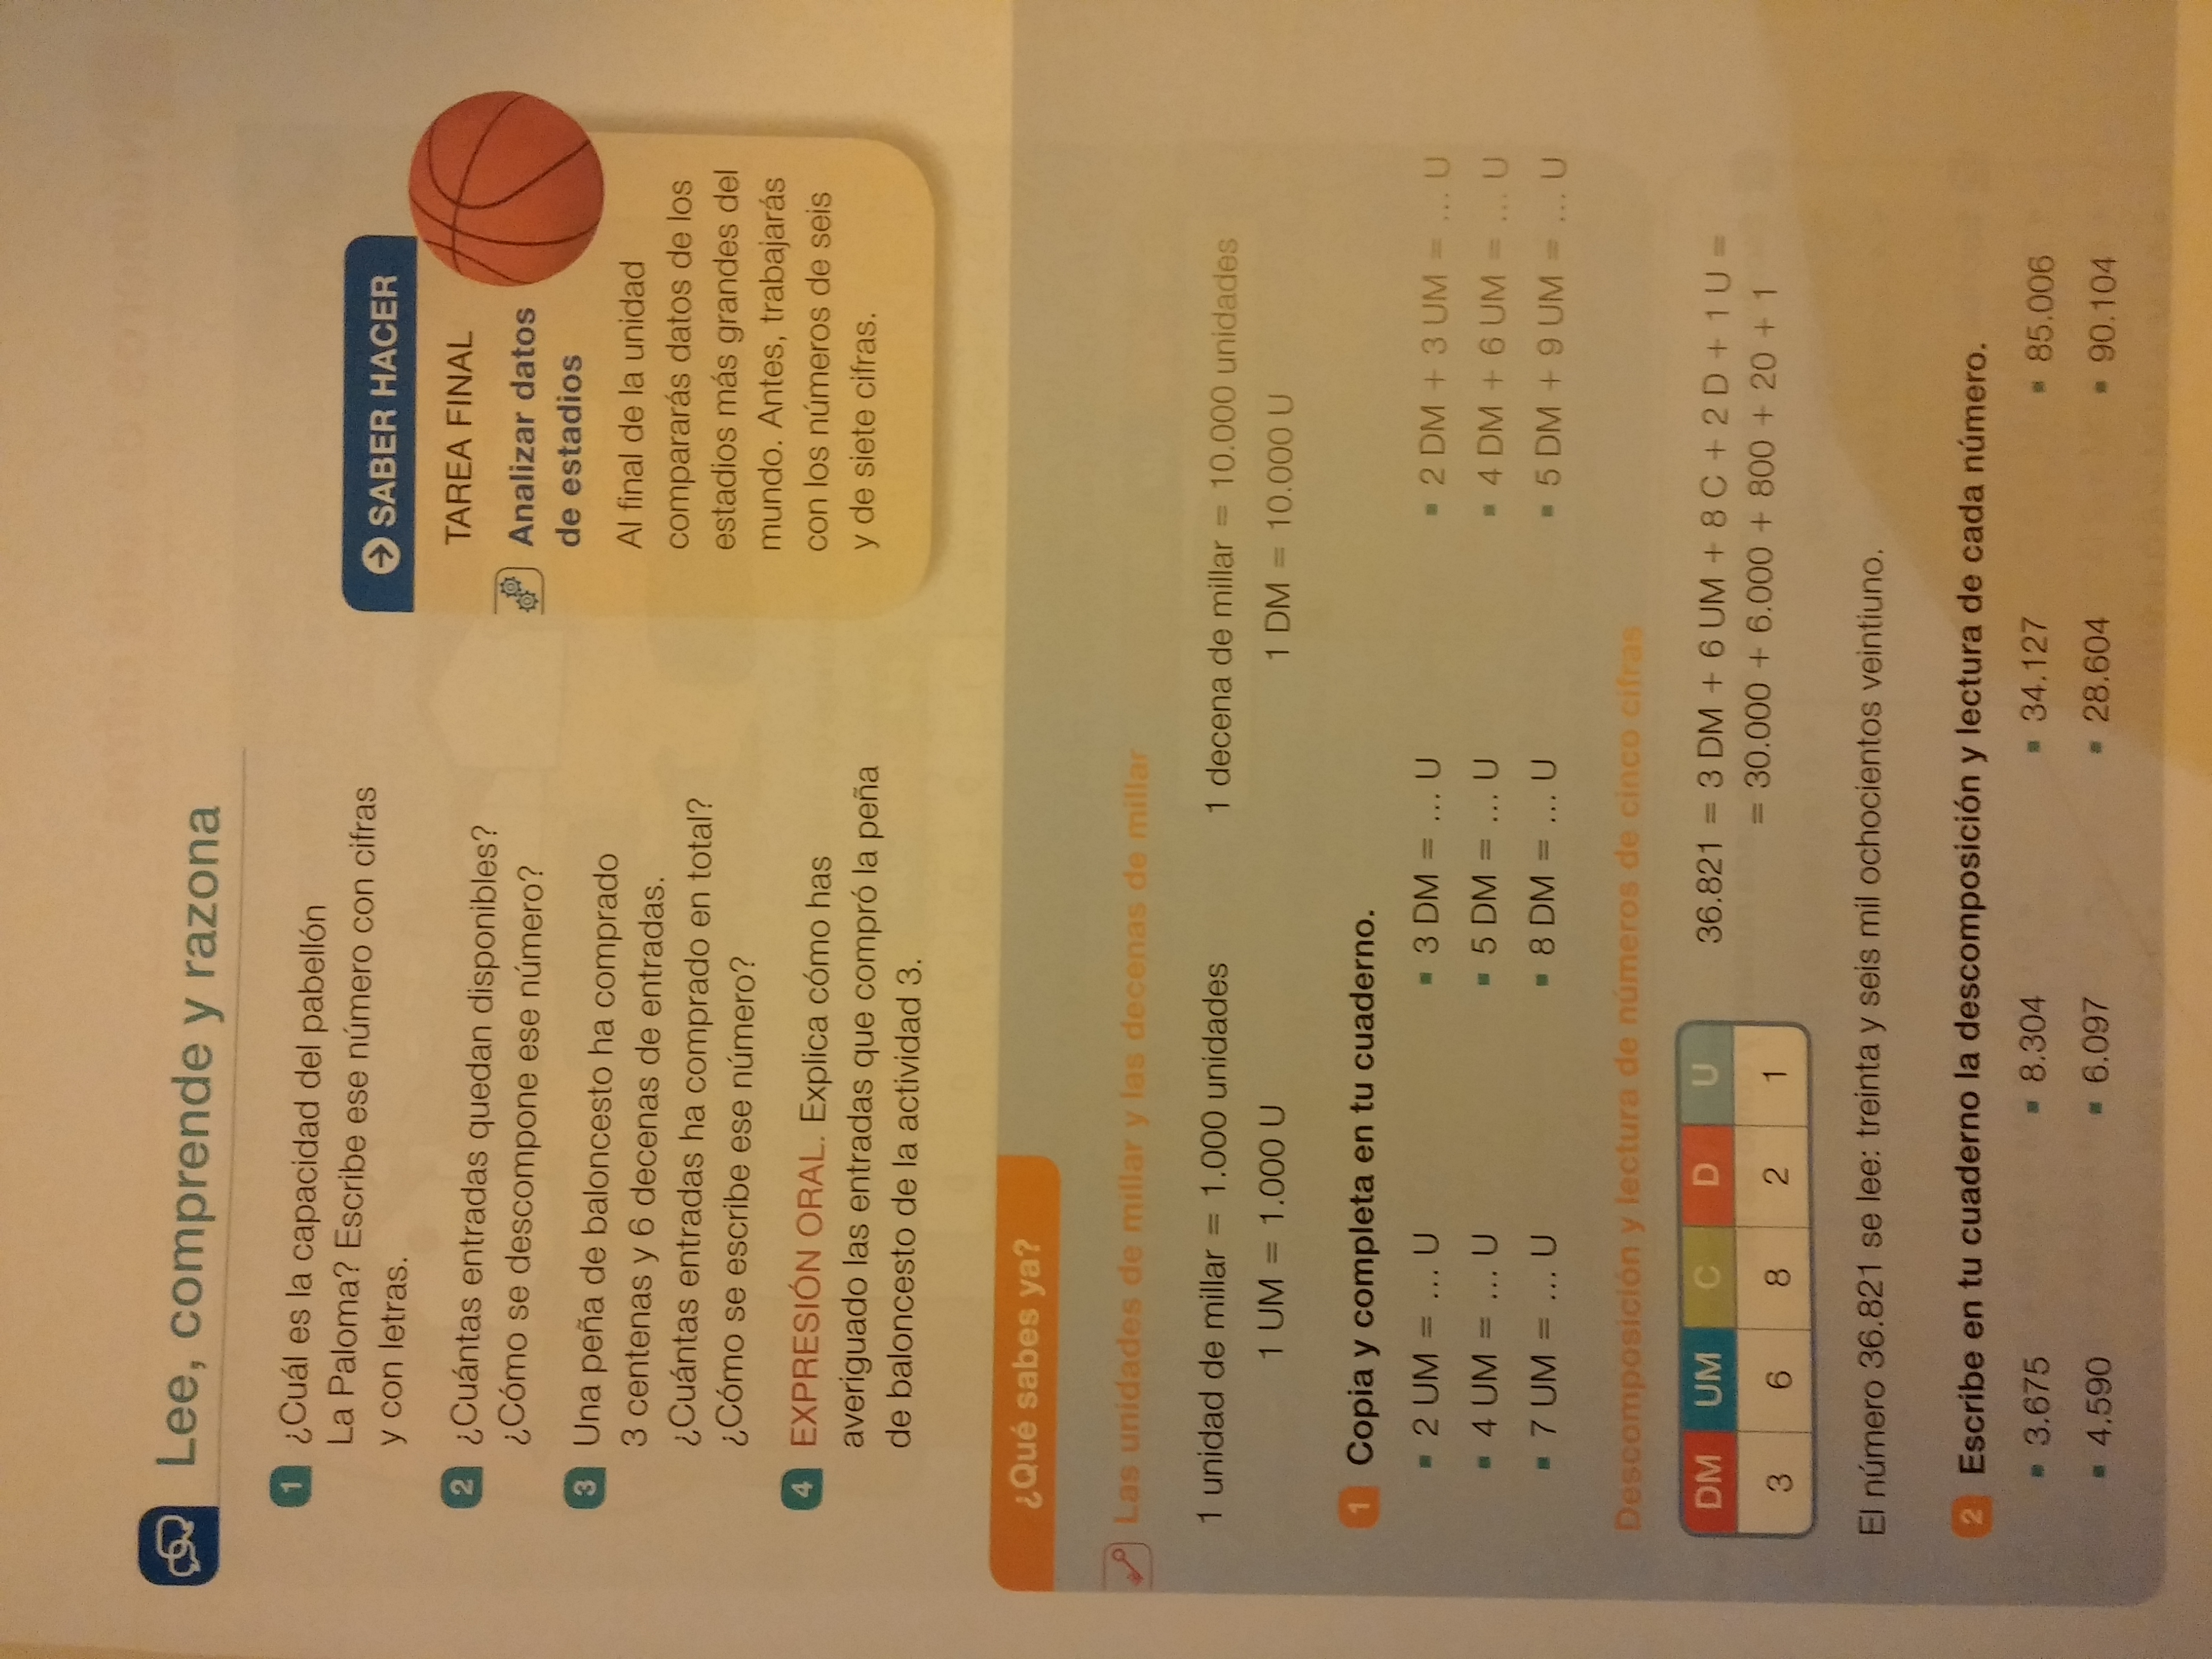 Lee, comprende y razona
1 ¿Cuál es la capacidad del pabellón
La Paloma? Escribe ese número con cifras
y con letras.
2 ¿Cuántas entradas quedan disponibles?
¿Cómo se descompone ese número?
3 Una peña de baloncesto ha comprado
3 centenas y 6 decenas de entradas.
¿Cuántas entradas ha comprado en total?
¿Cómo se escribe ese número?
4 EXPRESIÓN ORAL. Explica cómo has
averiguado las entradas que compró la peña
de baloncesto de la actividad 3.
SABER HACER
TAREA FINAL
Analizar datos
de estadios
Al final de la unidad
compararás datos de los
estadios más grandes del
mundo. Antes, trabajarás
con los números de seis
y de siete cifras.
¿Qué sabes ya?
Las unidades de millar y las decenas de millar
1 unidad de millar = 1.000 unidades 1 decena de millar = 10.000 unidades
1 UM = 1.000 U 1 DM = 10.000 U
1 Copia y completa en tu cuaderno.
▪ 2 UM = ... U ▪ 3 DM = ... U ▪ 2 DM + 3 UM = ... U
▪ 4 UM = ... U ▪ 5 DM = ... U ▪ 4 DM + 6 UM = ... U
▪ 7 UM = ... U ▪ 8 DM = ... U ▪ 5 DM + 9 UM = ... U
Descomposición y lectura de números de cinco cifras
DM UM C D U
3 6 8 2 1
36.821 = 3 DM + 6 UM + 8 C + 2 D + 1 U =
= 30.000 + 6.000 + 800 + 20 + 1
El número 36.821 se lee: treinta y seis mil ochocientos veintiuno.
2 Escribe en tu cuaderno la descomposición y lectura de cada número.
▪ 3.675 ▪ 8.304 ▪ 34.127 ▪ 85.006
▪ 4.590 ▪ 6.097 ▪ 28.604 ▪ 90.104